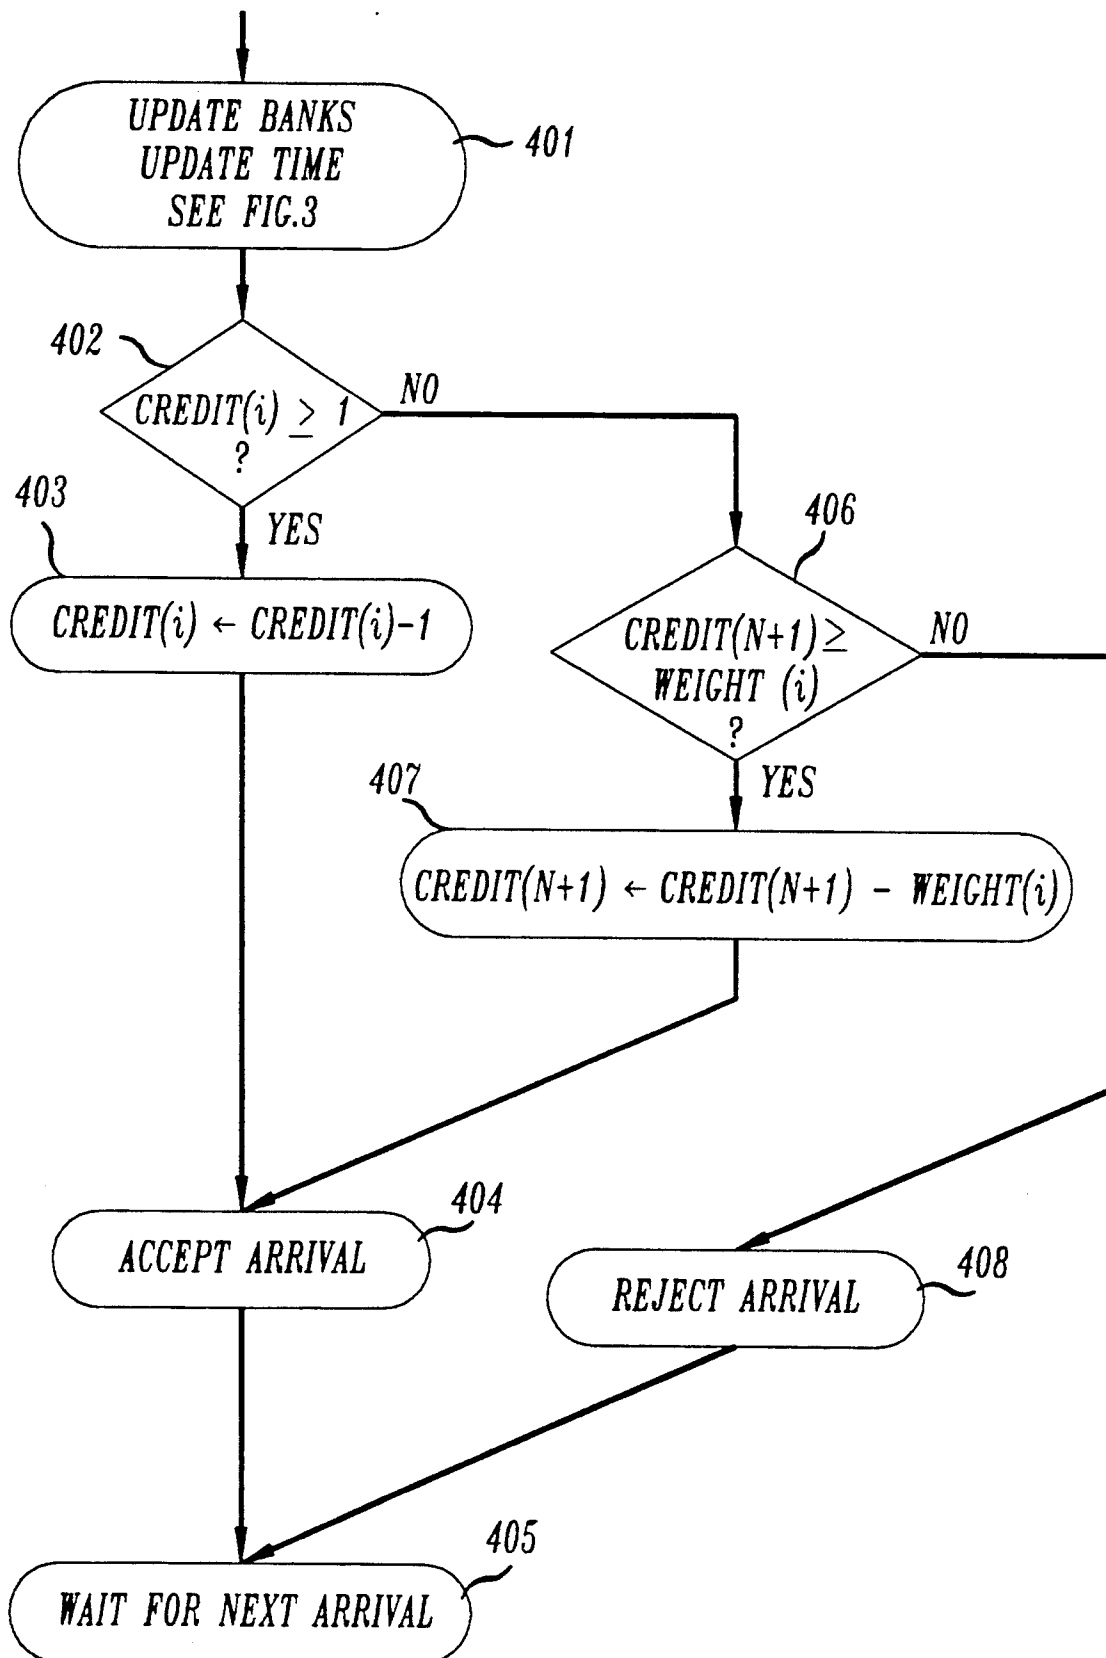 UPDATE BANKS
UPDATE TIME
SEE FIG.3
401
402
CREDIT(i) ≥ 1
?
NO
YES
403
CREDIT(i) ← CREDIT(i)-1
406
CREDIT(N+1) ≥
WEIGHT (i)
?
NO
YES
407
CREDIT(N+1) ← CREDIT(N+1) - WEIGHT(i)
404
ACCEPT ARRIVAL
408
REJECT ARRIVAL
405
WAIT FOR NEXT ARRIVAL